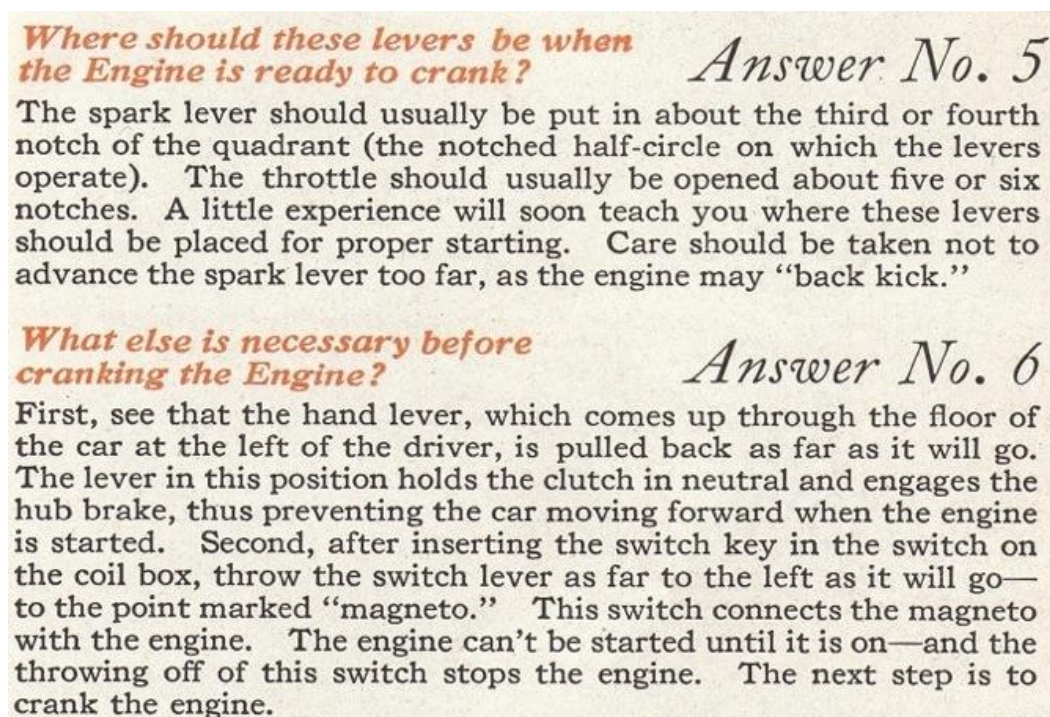 Where should these levers be when
the Engine is ready to crank?
Answer No. 5
The spark lever should usually be put in about the third or fourth
notch of the quadrant (the notched half-circle on which the levers
operate). The throttle should usually be opened about five or six
notches. A little experience will soon teach you where these levers
should be placed for proper starting. Care should be taken not to
advance the spark lever too far, as the engine may “back kick.”
What else is necessary before
cranking the Engine?
Answer No. 6
First, see that the hand lever, which comes up through the floor of
the car at the left of the driver, is pulled back as far as it will go.
The lever in this position holds the clutch in neutral and engages the
hub brake, thus preventing the car moving forward when the engine
is started. Second, after inserting the switch key in the switch on
the coil box, throw the switch lever as far to the left as it will go—
to the point marked “magneto.” This switch connects the magneto
with the engine. The engine can’t be started until it is on—and the
throwing off of this switch stops the engine. The next step is to
crank the engine.